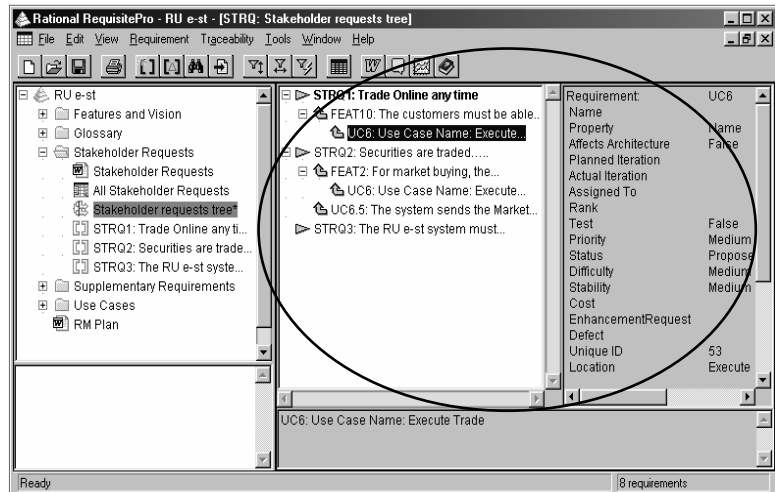 Rational RequisitePro - RU e-st - [STRQ: Stakeholder requests tree]
File Edit View Requirement Traceability Tools Window Help
RU e-st
Features and Vision
Glossary
Stakeholder Requests
Stakeholder Requests
All Stakeholder Requests
Stakeholder requests tree*
STRQ1: Trade Online any ti...
STRQ2: Securities are trade...
STRQ3: The RU e-st syste...
Supplementary Requirements
Use Cases
RM Plan
STRQ1: Trade Online any time
FEAT10: The customers must be able..
UC6: Use Case Name: Execute...
STRQ2: Securities are traded.....
FEAT2: For market buying, the...
UC6: Use Case Name: Execute...
UC6.5: The system sends the Market...
STRQ3: The RU e-st system must...
Requirement: UC6
Name
Property Name
Affects Architecture False
Planned Iteration
Actual Iteration
Assigned To
Rank
Test False
Priority Medium
Status Propose
Difficulty Medium
Stability Medium
Cost
EnhancementRequest
Defect
Unique ID 53
Location Execute
UC6: Use Case Name: Execute Trade
Ready 8 requirements